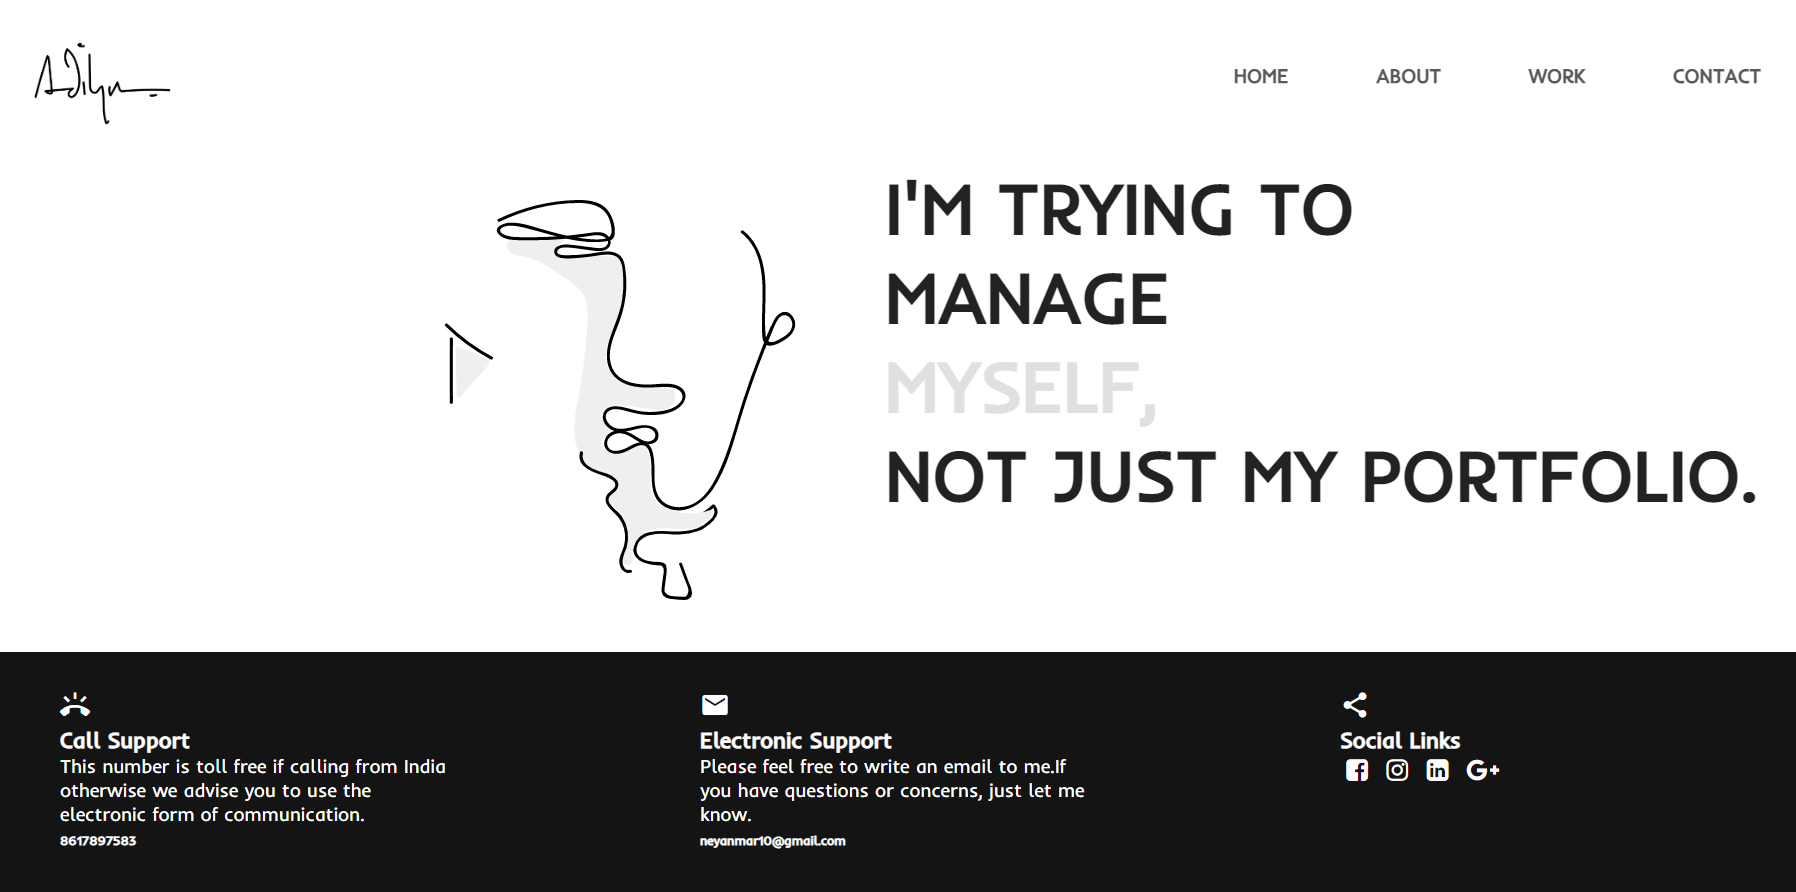 HOME ABOUT WORK CONTACT
I'M TRYING TO
MANAGE
MYSELF,
NOT JUST MY PORTFOLIO.
Call Support
This number is toll free if calling from India
otherwise we advise you to use the
electronic form of communication.
8617897583
Electronic Support
Please feel free to write an email to me.If
you have questions or concerns, just let me
know.
neyanmar10@gmail.com
Social Links